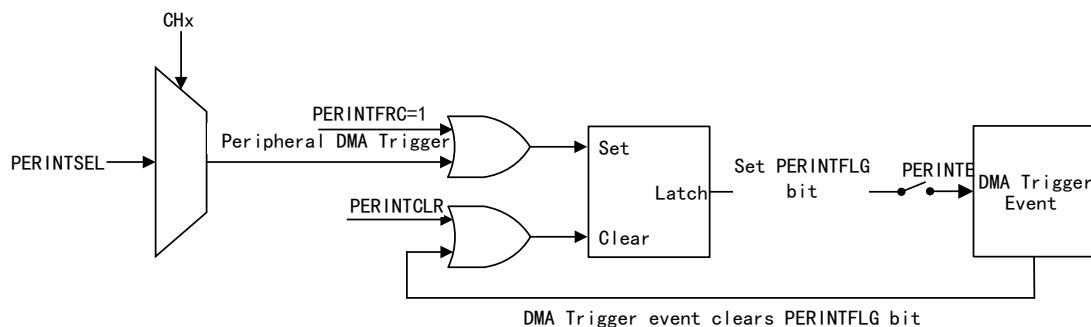 CHx
PERINTFRC=1
Peripheral DMA Trigger
PERINTSEL
Set
Latch
Clear
PERINTCLR
Set PERINTFLG
bit
PERINTE
DMA Trigger
Event
DMA Trigger event clears PERINTFLG bit